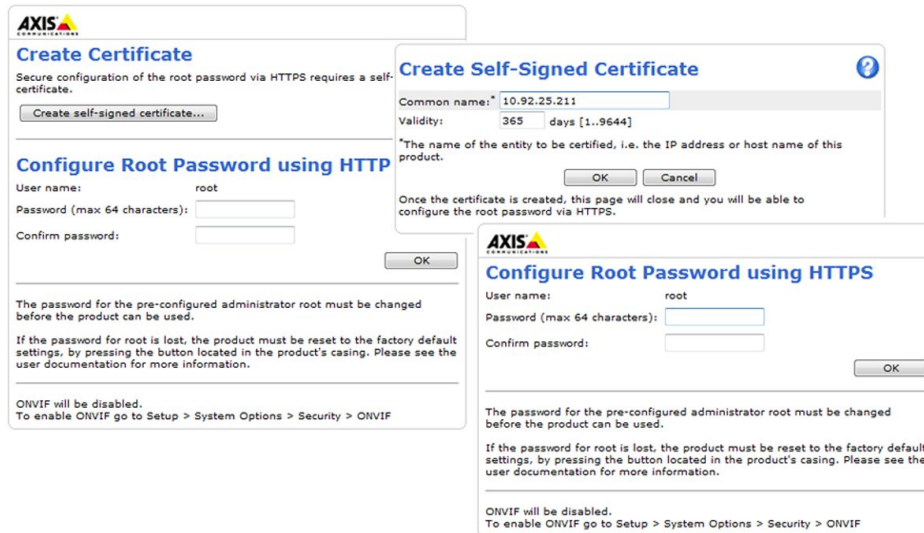 AXIS
COMMUNICATIONS
Create Certificate
Secure configuration of the root password via HTTPS requires a self-
certificate.
Create self-signed certificate...
Configure Root Password using HTTP
User name: root
Password (max 64 characters):
Confirm password:
OK
The password for the pre-configured administrator root must be changed
before the product can be used.
If the password for root is lost, the product must be reset to the factory default
settings, by pressing the button located in the product's casing. Please see the
user documentation for more information.
ONVIF will be disabled.
To enable ONVIF go to Setup > System Options > Security > ONVIF
Create Self-Signed Certificate
?
Common name:* 10.92.25.211
Validity: 365 days [1..9644]
*The name of the entity to be certified, i.e. the IP address or host name of this
product.
OK Cancel
Once the certificate is created, this page will close and you will be able to
configure the root password via HTTPS.
AXIS
COMMUNICATIONS
Configure Root Password using HTTPS
User name: root
Password (max 64 characters):
Confirm password:
OK
The password for the pre-configured administrator root must be changed
before the product can be used.
If the password for root is lost, the product must be reset to the factory default
settings, by pressing the button located in the product's casing. Please see the
user documentation for more information.
ONVIF will be disabled.
To enable ONVIF go to Setup > System Options > Security > ONVIF